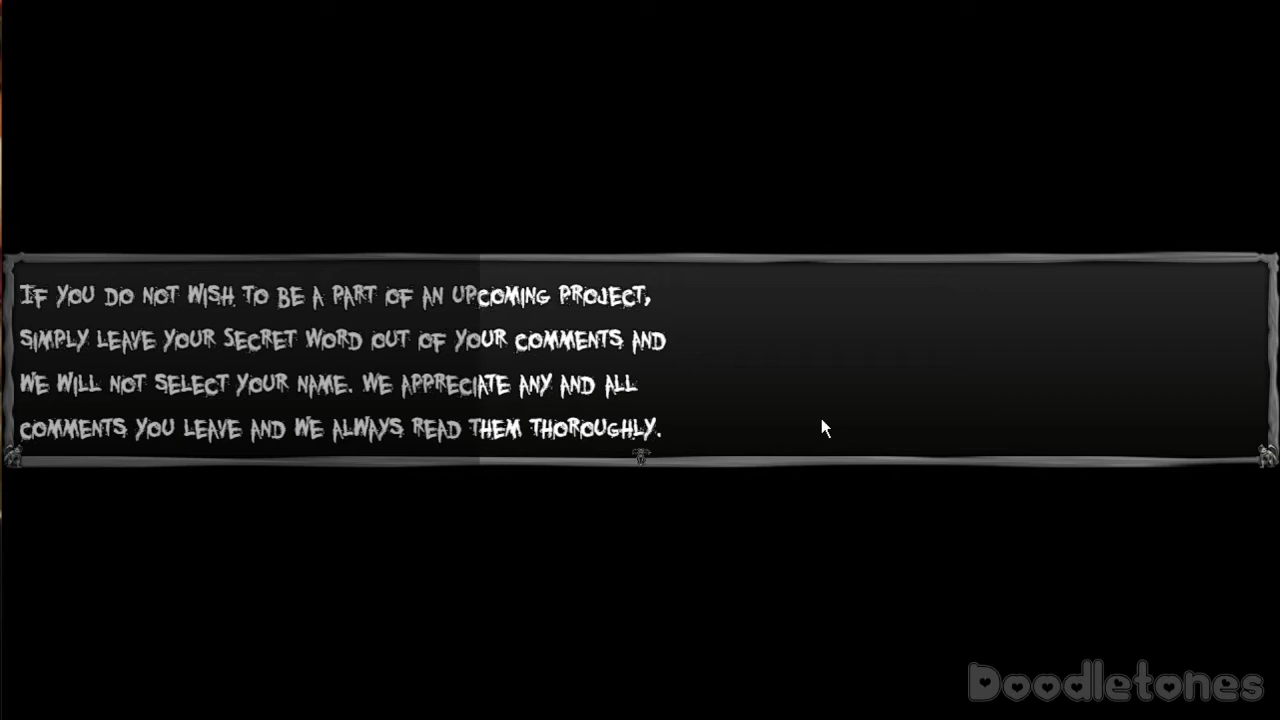 If you do not wish to be a part of an upcoming project,
simply leave your secret word out of your comments and
we will not select your name. We appreciate any and all
comments you leave and we always read them thoroughly.
Doodletones